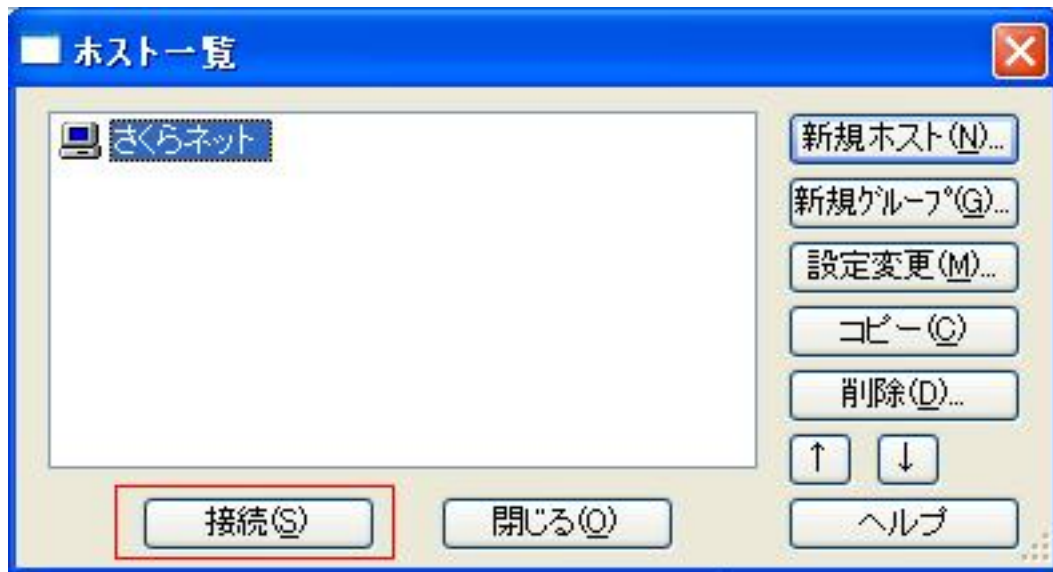 ホスト一覧
さくらネット
新規ホスト(N)...
新規ｸﾞﾙｰﾌﾟ(G)...
設定変更(M)...
コピー(C)
削除(D)...
↑ ↓
接続(S) 閉じる(O) ヘルプ